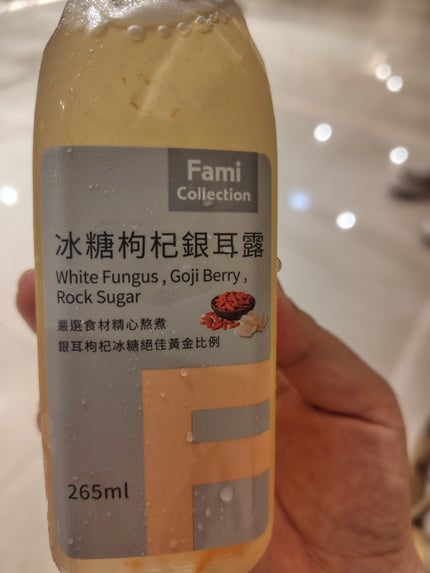 Fami
Collection
冰糖枸杞銀耳露
White Fungus , Goji Berry ,
Rock Sugar
嚴選食材精心熬煮
銀耳枸杞冰糖絕佳黃金比例
265ml
F